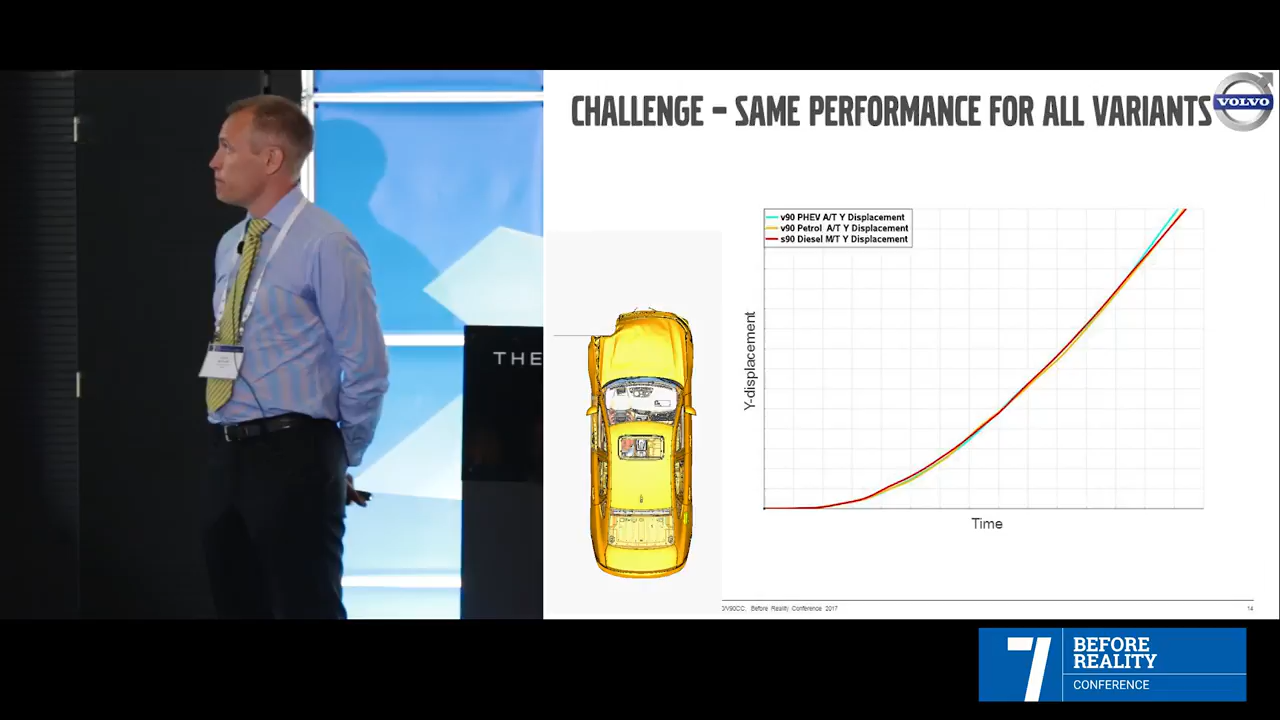 CHALLENGE – SAME PERFORMANCE FOR ALL VARIANTS
VOLVO
v90 PHEV A/T Y Displacement
v90 Petrol A/T Y Displacement
s90 Diesel M/T Y Displacement
Y-displacement
Time
THE
Before Reality Conference 2017
14
7
BEFORE
REALITY
CONFERENCE